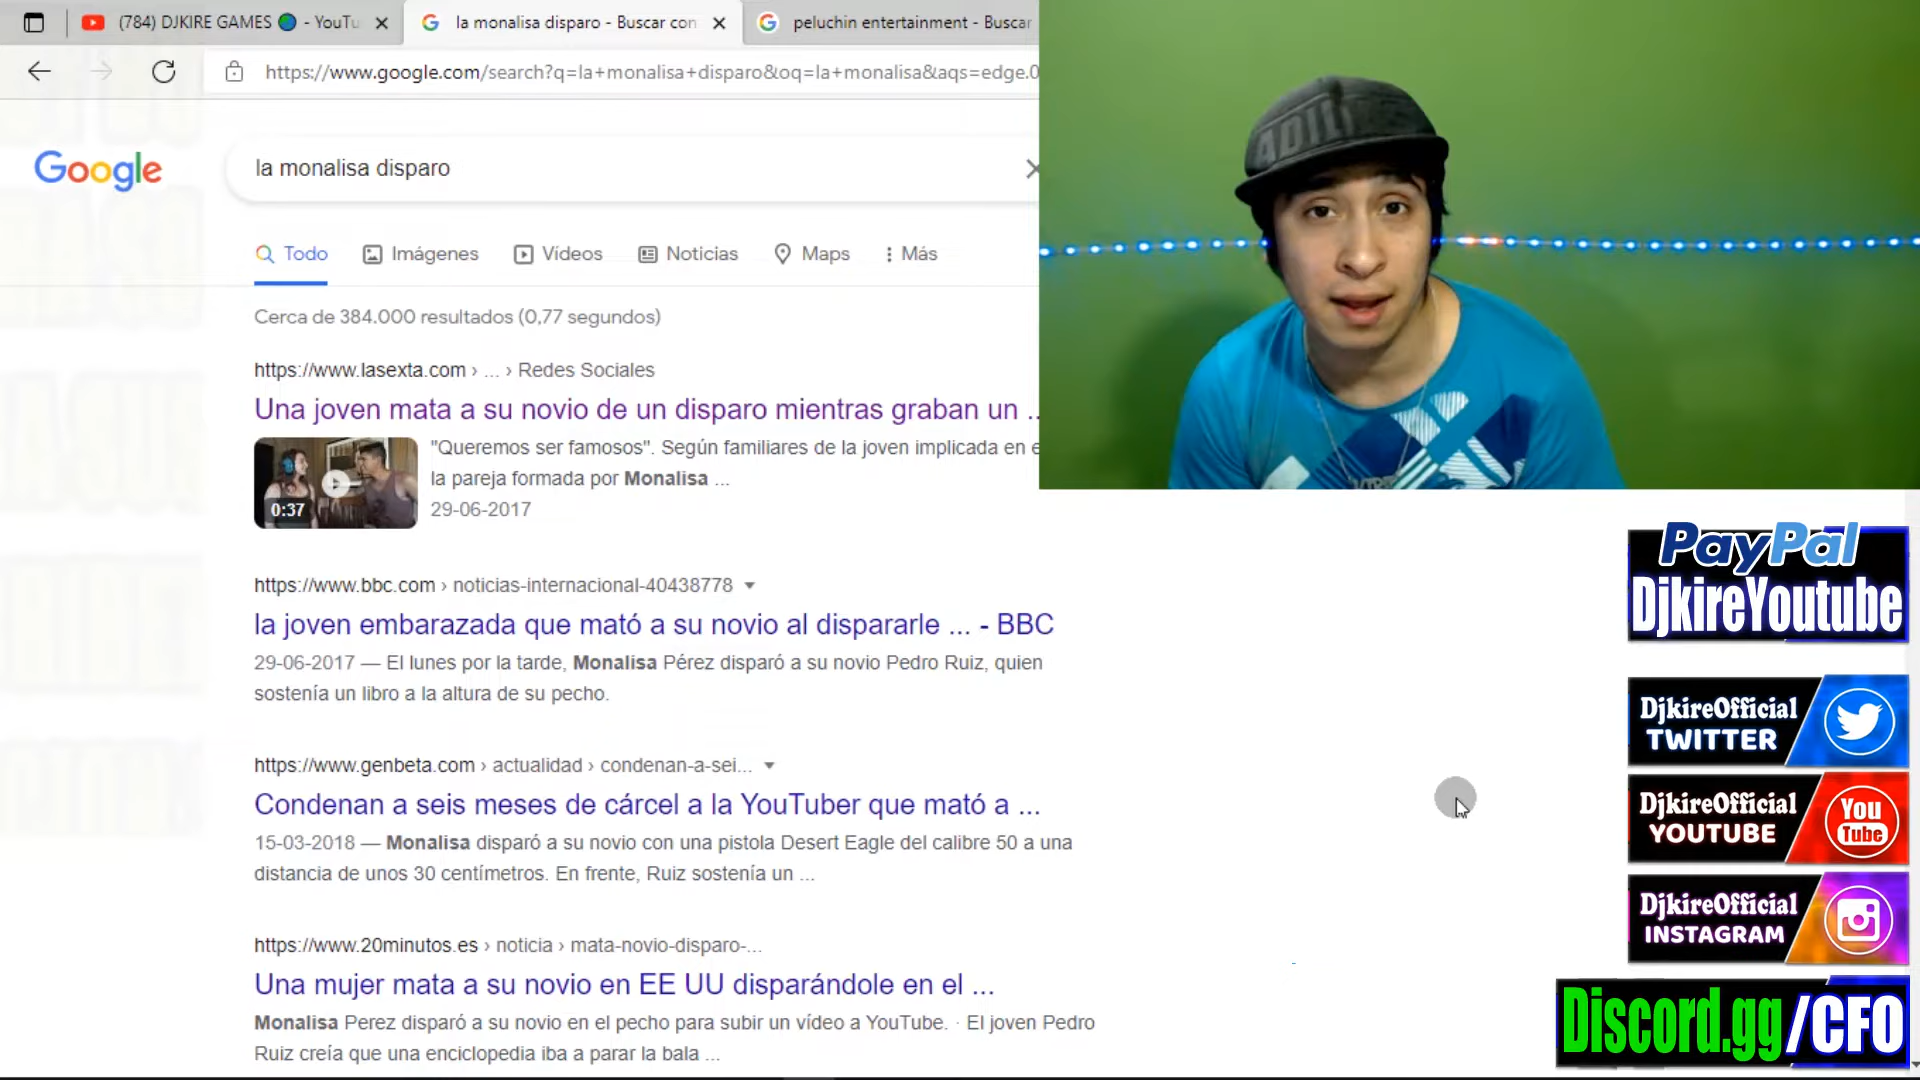 (784) DJKIRE GAMES
la monalisa disparo - Buscar con
peluchin entertainment - Buscar
https://www.google.com/search?q=la+monalisa+disparo&oq=la+monalisa&aqs=edge.0
Google
la monalisa disparo
Todo
Imágenes
Vídeos
Noticias
Maps
Más
Cerca de 384.000 resultados (0,77 segundos)
https://www.lasexta.com › ... › Redes Sociales
Una joven mata a su novio de un disparo mientras graban un ..
"Queremos ser famosos". Según familiares de la joven implicada en e
la pareja formada por Monalisa ...
29-06-2017
0:37
https://www.bbc.com › noticias-internacional-40438778
la joven embarazada que mató a su novio al dispararle ... - BBC
29-06-2017 — El lunes por la tarde, Monalisa Pérez disparó a su novio Pedro Ruiz, quien
sostenía un libro a la altura de su pecho.
https://www.genbeta.com › actualidad › condenan-a-sei...
Condenan a seis meses de cárcel a la YouTuber que mató a ...
15-03-2018 — Monalisa disparó a su novio con una pistola Desert Eagle del calibre 50 a una
distancia de unos 30 centímetros. En frente, Ruiz sostenía un ...
https://www.20minutos.es › noticia › mata-novio-disparo-...
Una mujer mata a su novio en EE UU disparándole en el ...
Monalisa Perez disparó a su novio en el pecho para subir un vídeo a YouTube. · El joven Pedro
Ruiz creía que una enciclopedia iba a parar la bala ...
PayPal
DjkireYoutube
DjkireOfficial
TWITTER
DjkireOfficial
YOUTUBE
You
Tube
DjkireOfficial
INSTAGRAM
Discord.gg/CFO